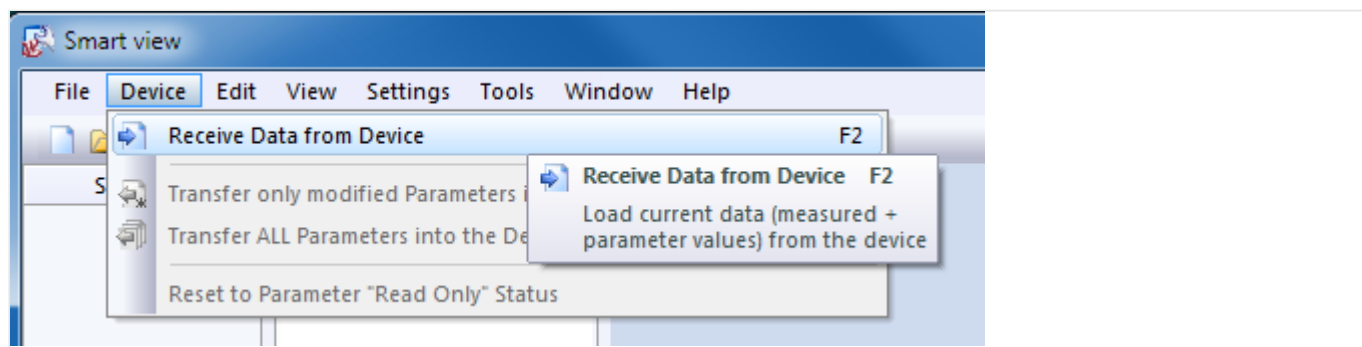 Smart view
File Device Edit View Settings Tools Window Help
Receive Data from Device F2
S
Receive Data from Device F2
Transfer only modified Parameters i
Load current data (measured +
Transfer ALL Parameters into the De
parameter values) from the device
Reset to Parameter "Read Only" Status